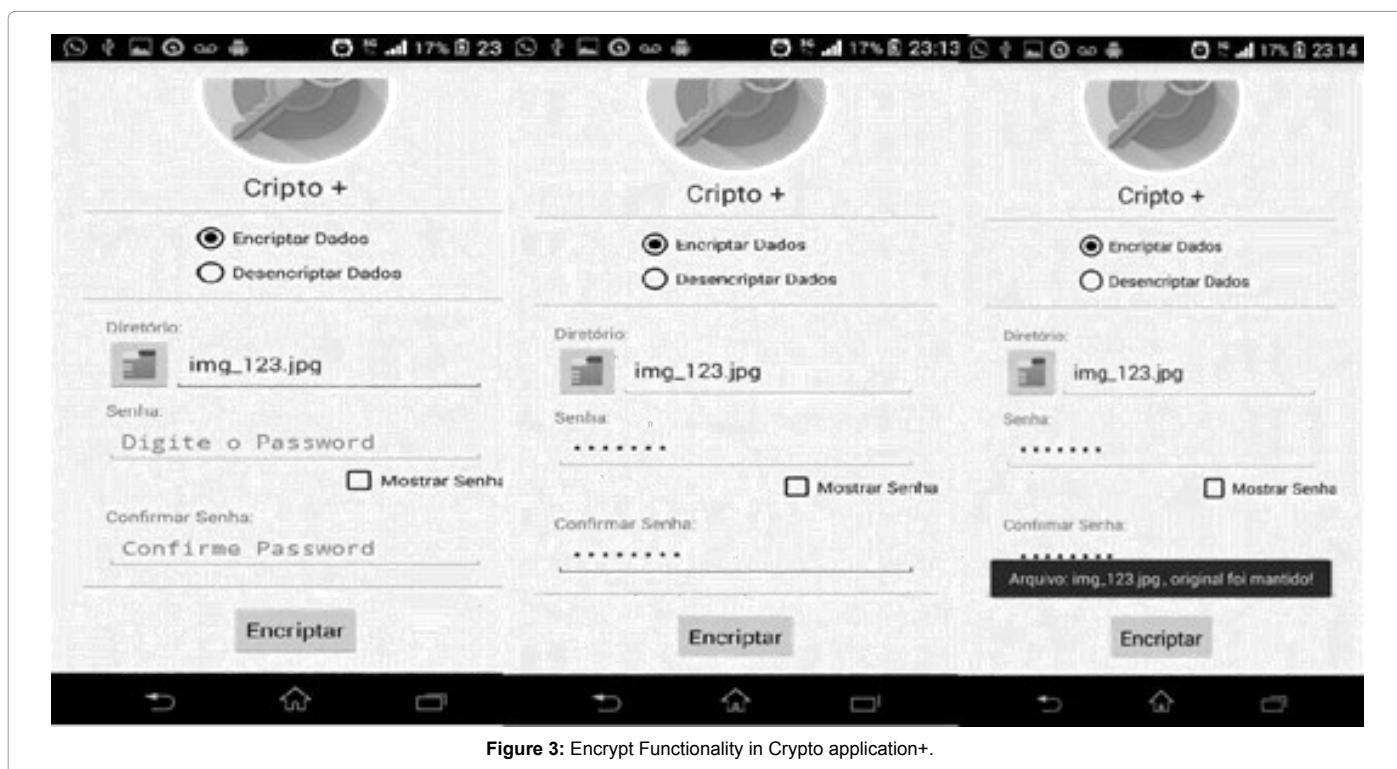 17% 23
17% 23:13
17% 23:14
Cripto +
Encriptar Dados
Desencriptar Dados
Diretório:
img_123.jpg
Senha:
Digite o Password
Mostrar Senha
Confirmar Senha:
Confirme Password
Encriptar
Cripto +
Encriptar Dados
Desencriptar Dados
Diretório:
img_123.jpg
Senha:
•••••••
Mostrar Senha
Confirmar Senha:
••••••••
Encriptar
Cripto +
Encriptar Dados
Desencriptar Dados
Diretório:
img_123.jpg
Senha:
•••••••
Mostrar Senha
Confirmar Senha:
••••••••
Arquivo: img_123.jpg , original foi mantido!
Encriptar
Figure 3: Encrypt Functionality in Crypto application+.